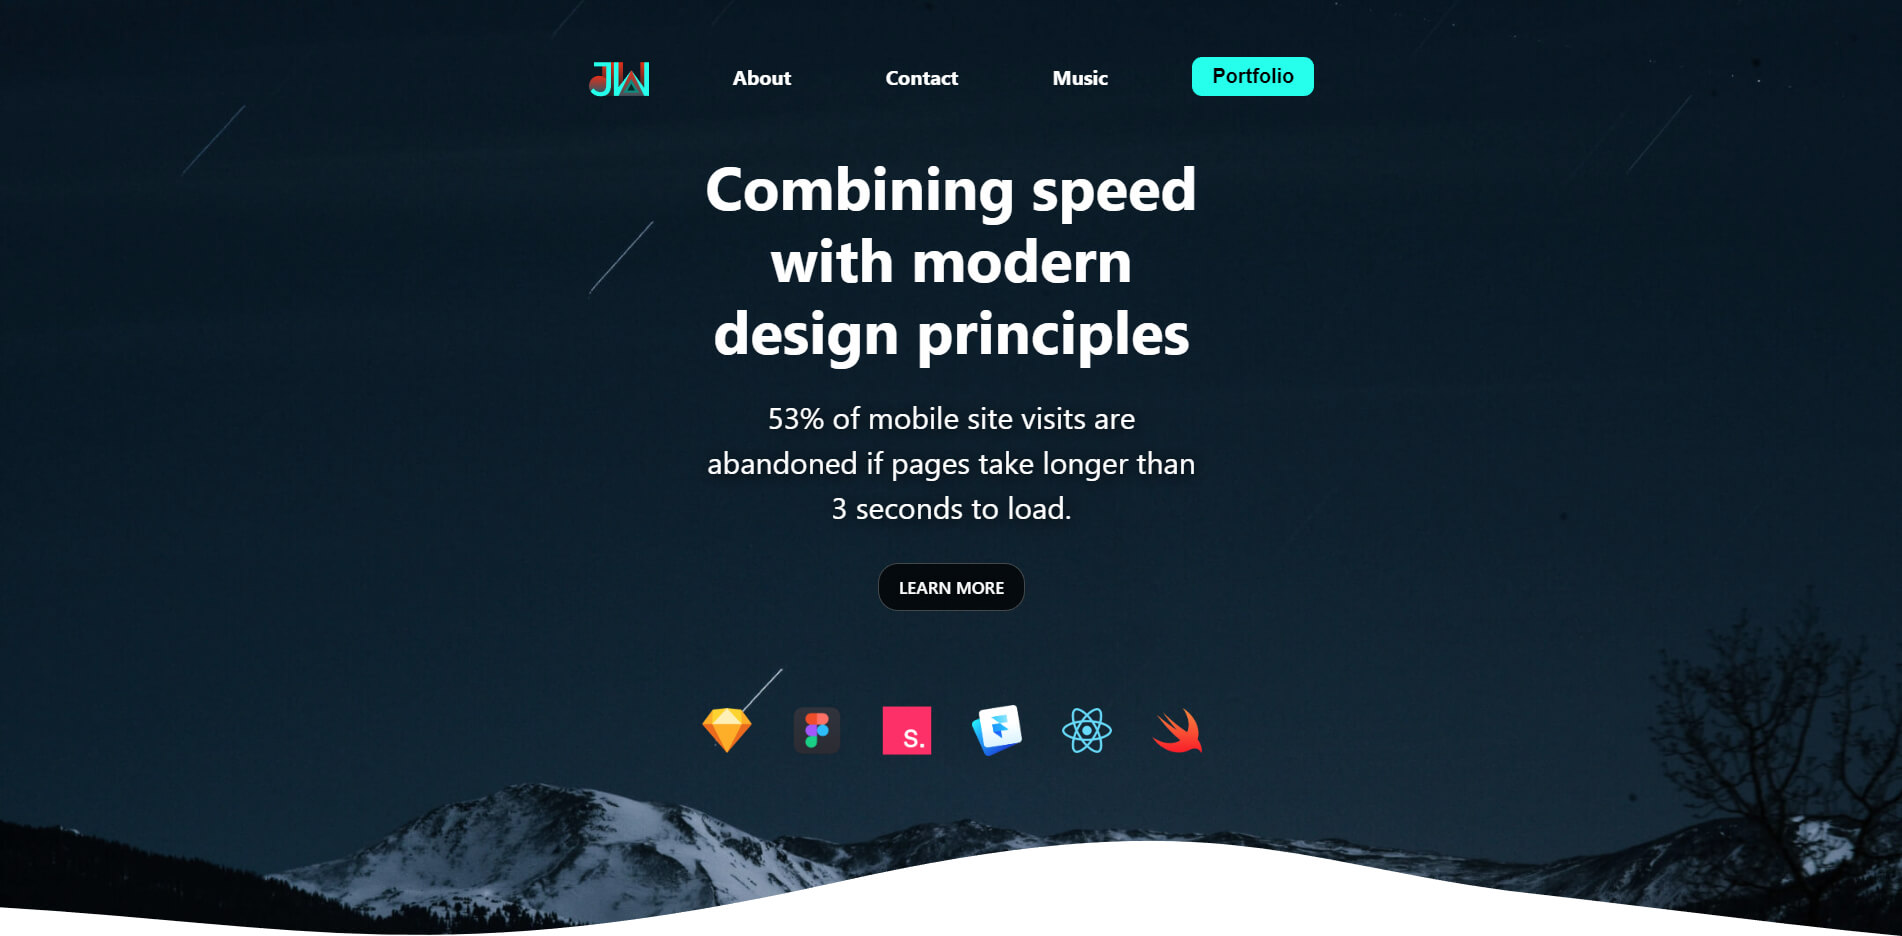 JW
About
Contact
Music
Portfolio
Combining speed
with modern
design principles
53% of mobile site visits are
abandoned if pages take longer than
3 seconds to load.
LEARN MORE
s.